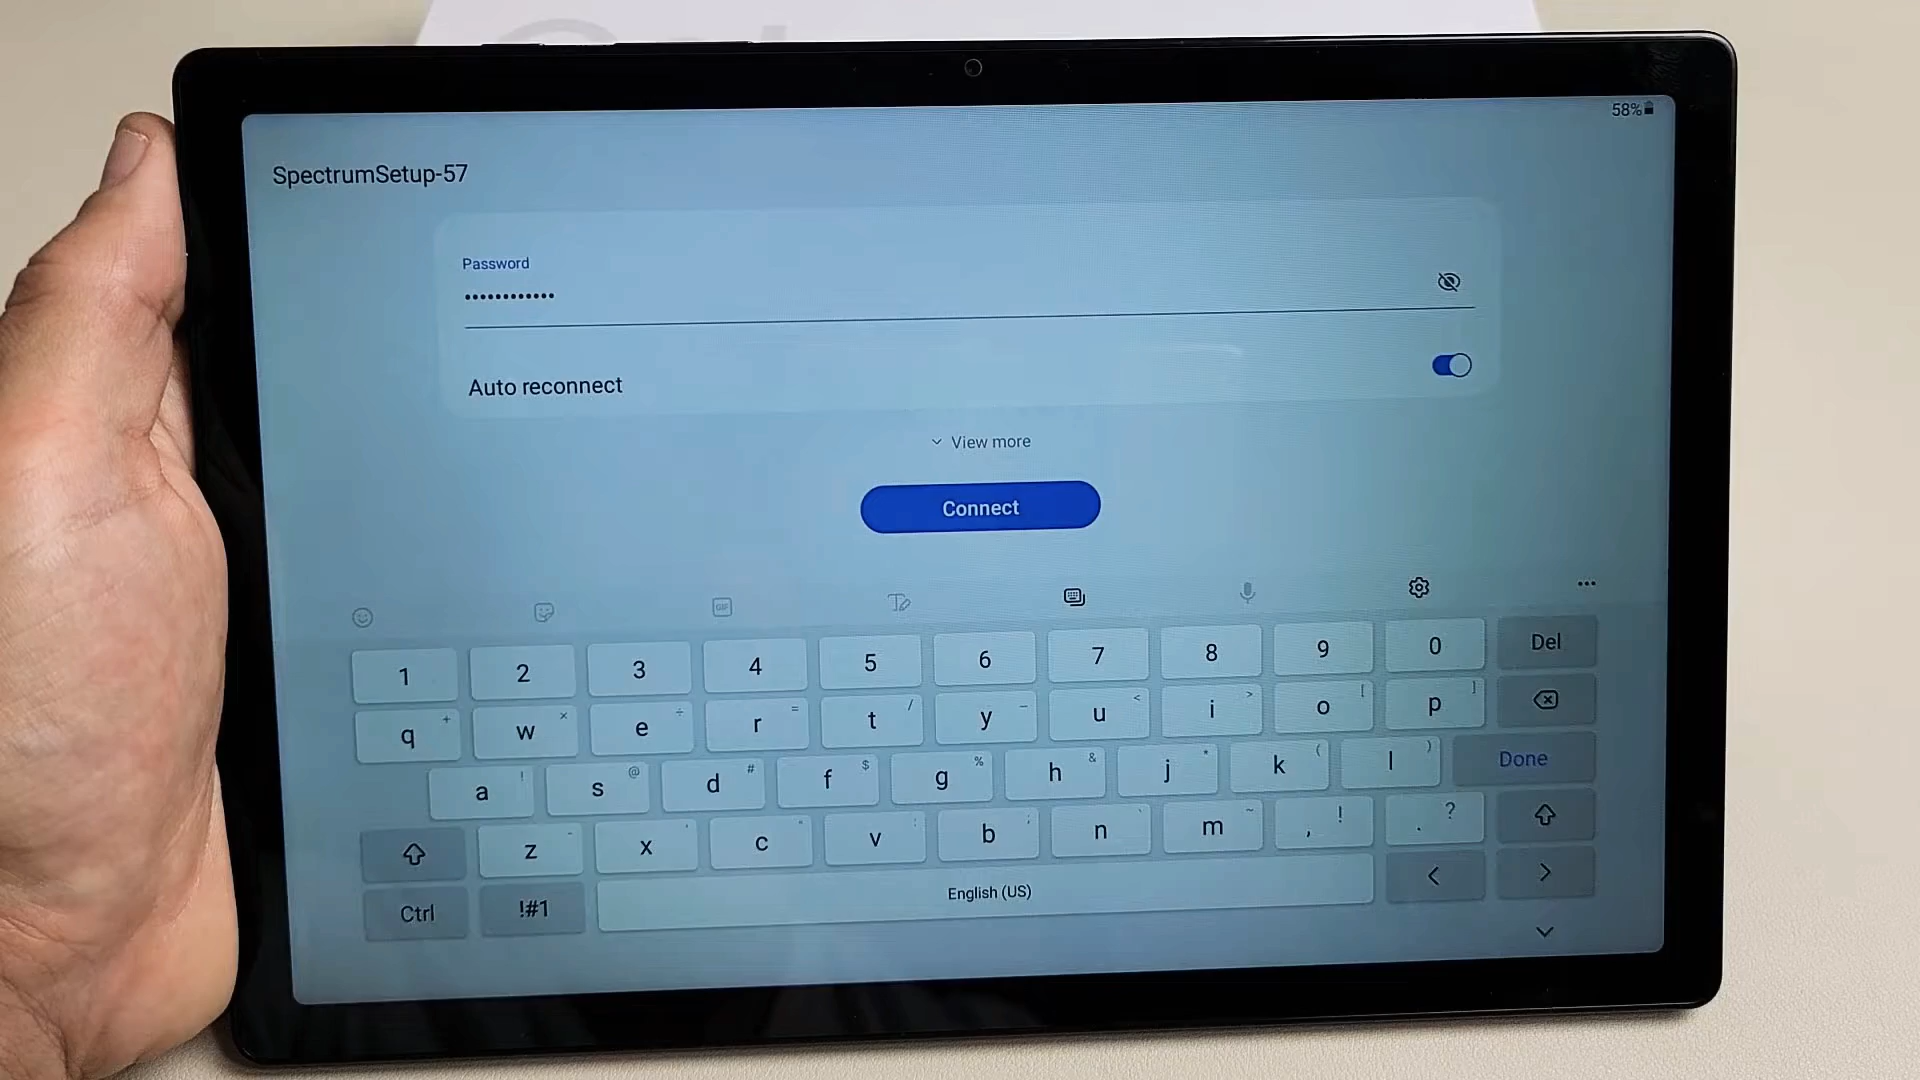 58%
SpectrumSetup-57
Password
••••••••••••
Auto reconnect
View more
Connect
GIF
1 2 3 4 5 6 7 8 9 0 Del
q + w × e ÷ r = t / y _ u < i > o [ p ]
a ! s @ d # f $ g % h & j * k ( l ) Done
z - x ' c " v : b ; n ` m ~ , ! . ?
Ctrl !#1 English (US) < >